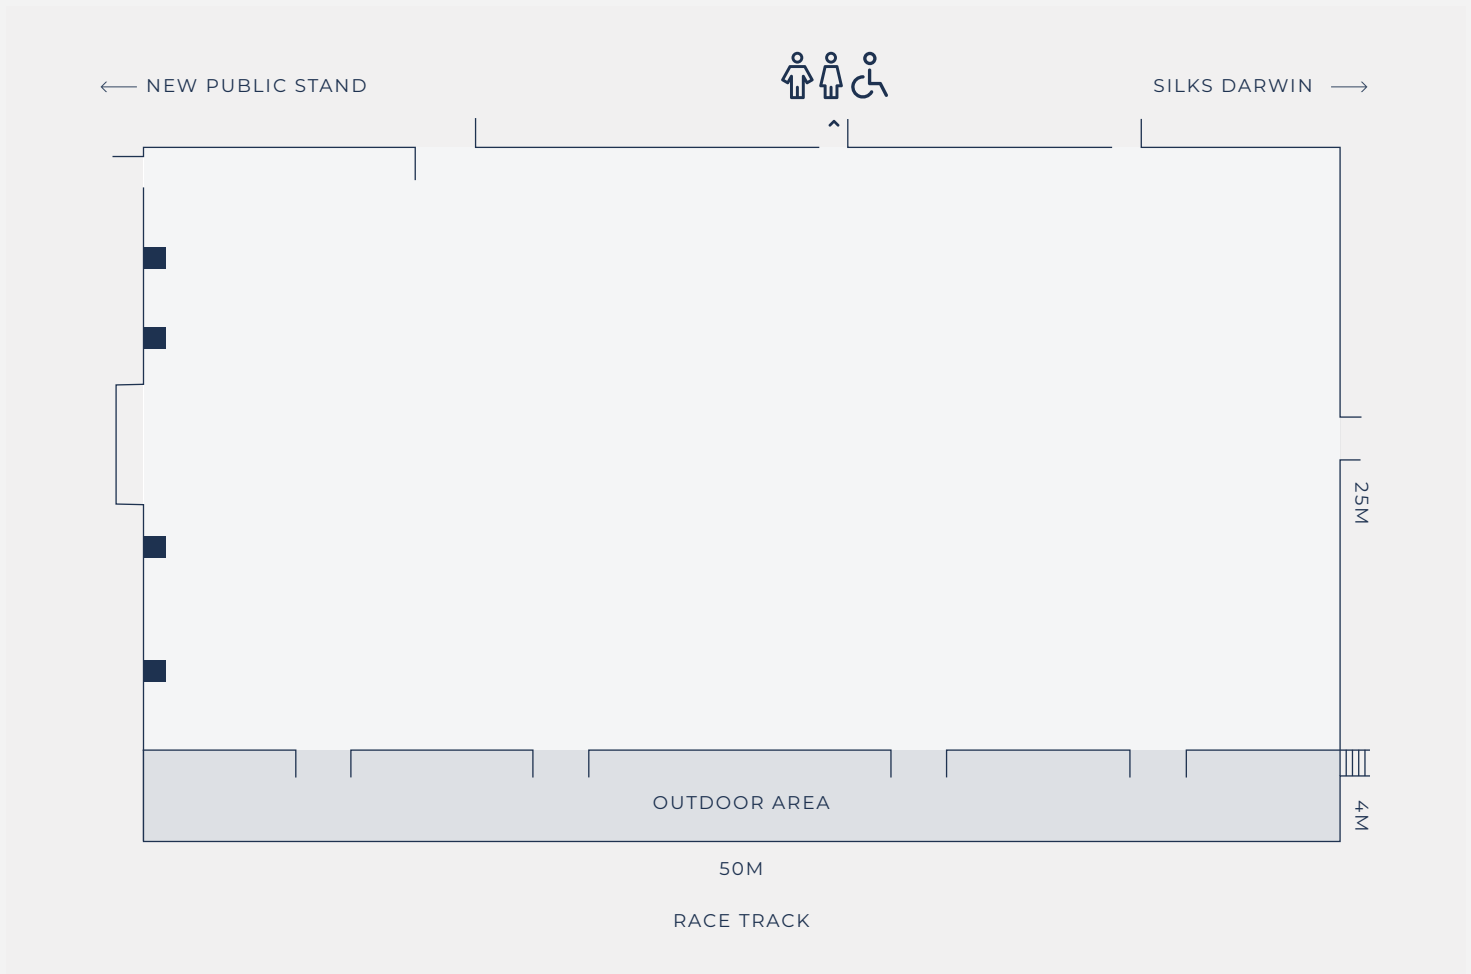 NEW PUBLIC STAND
SILKS DARWIN
25M
OUTDOOR AREA
4M
50M
RACE TRACK